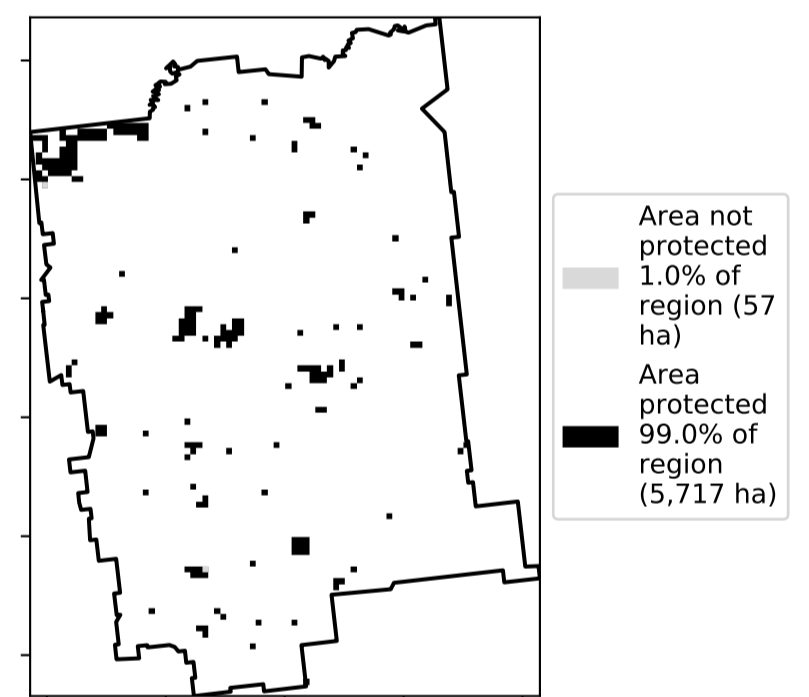 Area not
protected
1.0% of
region (57
ha)
Area
protected
99.0% of
region
(5,717 ha)